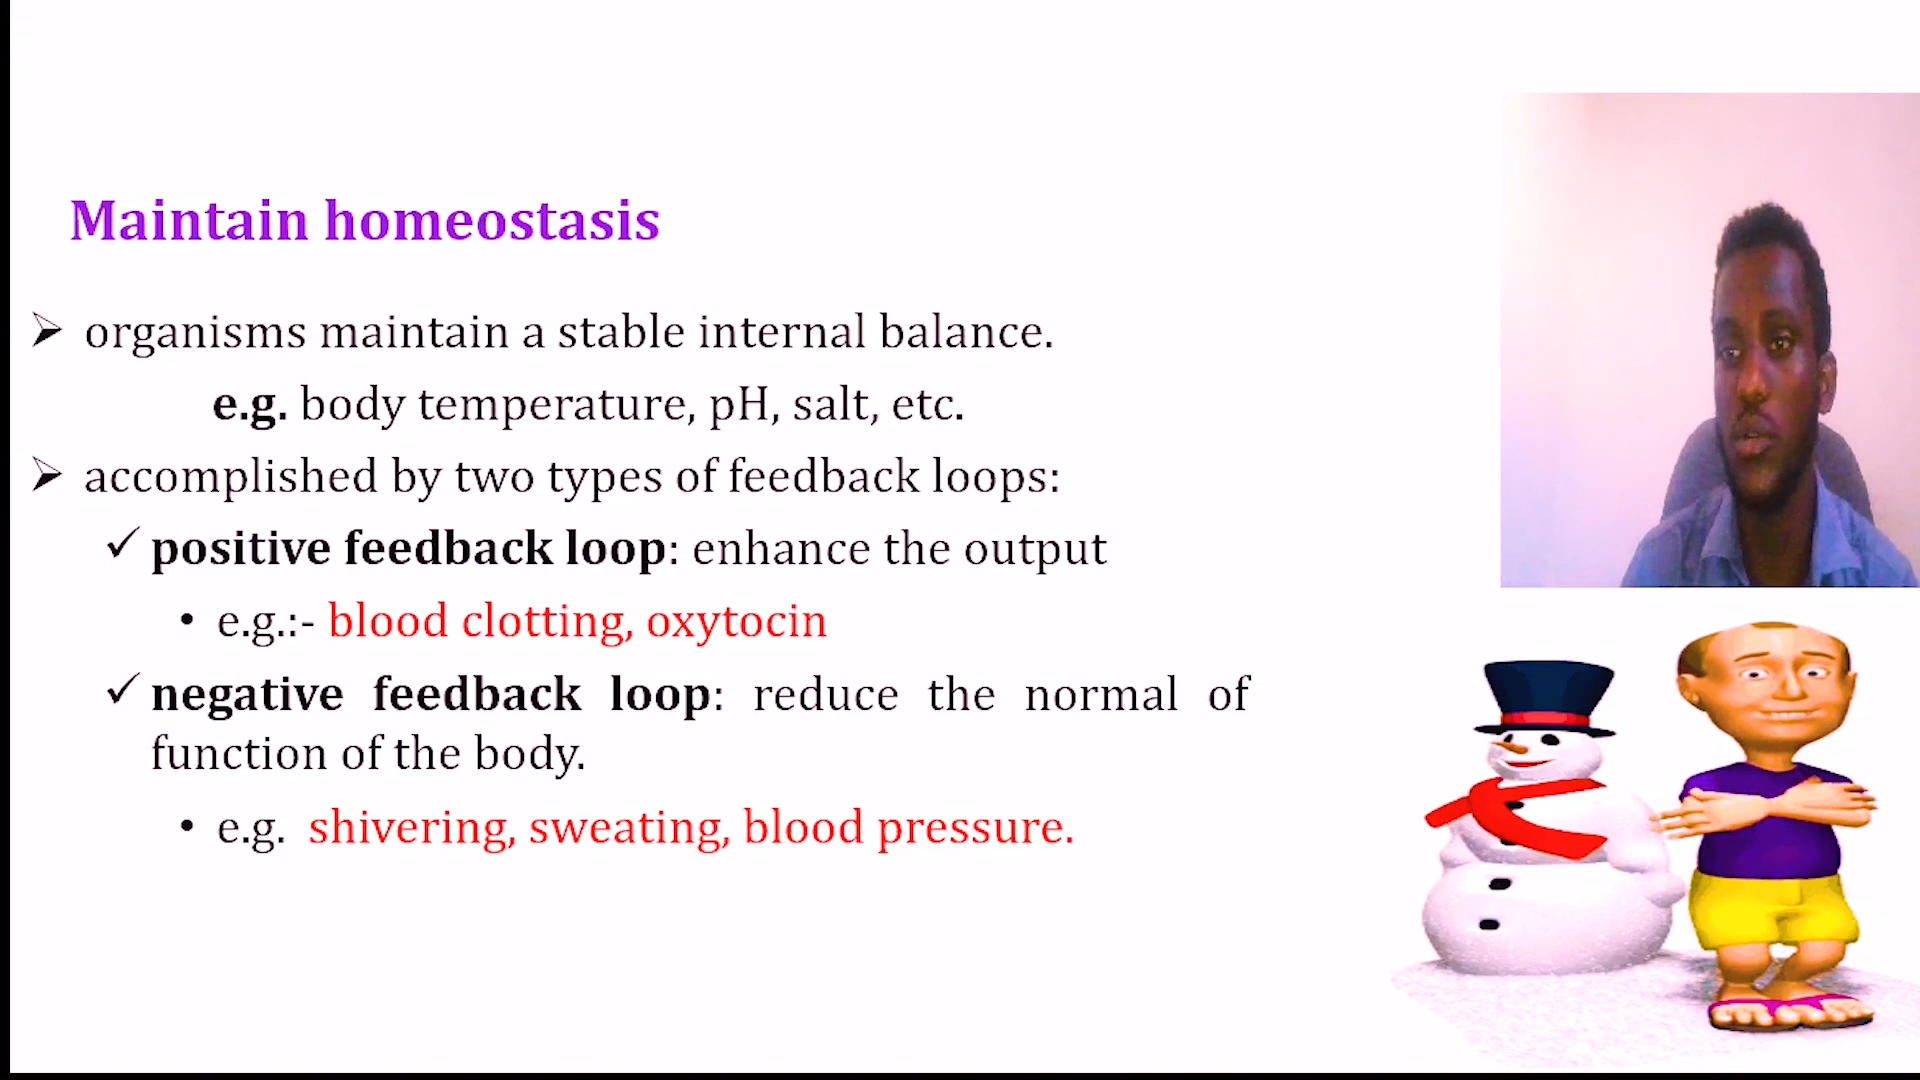 Maintain homeostasis
➢ organisms maintain a stable internal balance.
e.g. body temperature, pH, salt, etc.
➢ accomplished by two types of feedback loops:
✓ positive feedback loop: enhance the output
• e.g.:- blood clotting, oxytocin
✓ negative feedback loop: reduce the normal of
function of the body.
• e.g. shivering, sweating, blood pressure.